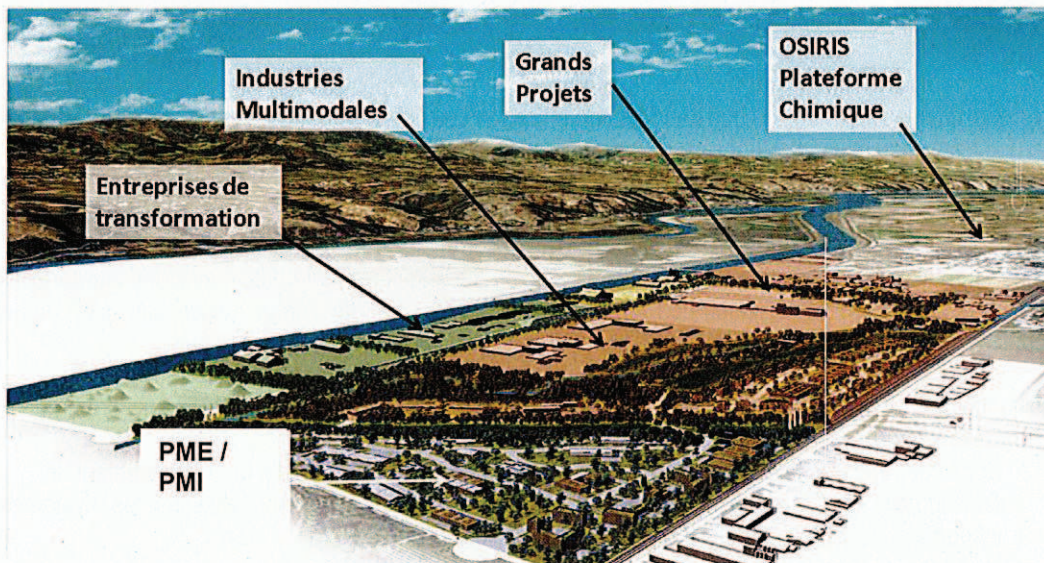 Industries
Multimodales
Grands
Projets
OSIRIS
Plateforme
Chimique
Entreprises de
transformation
PME /
PMI